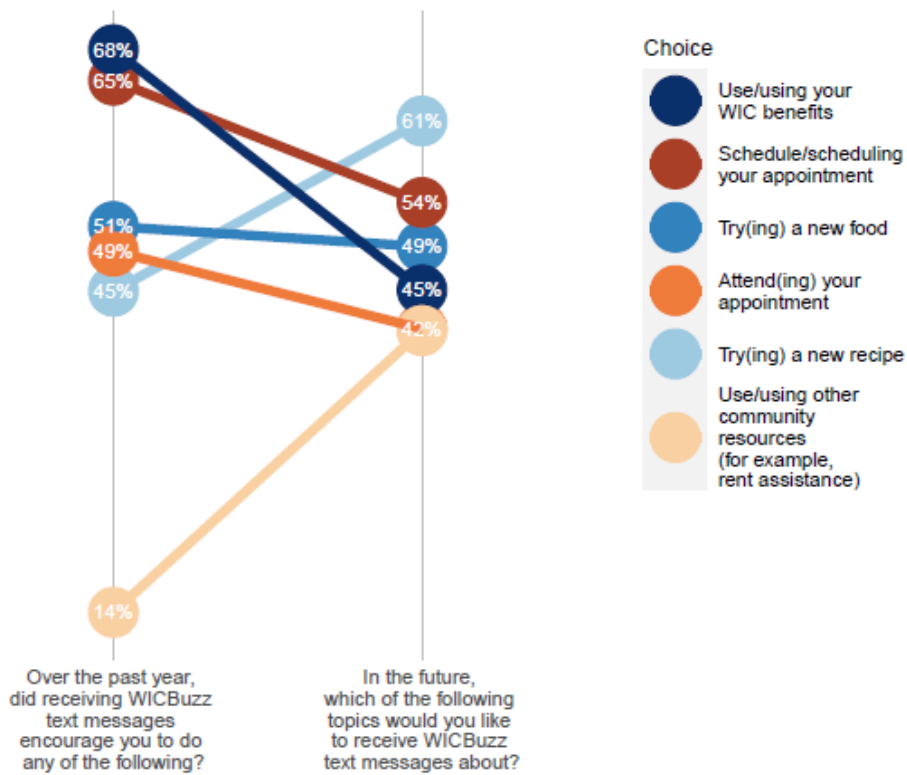 68%
65%
51%
49%
45%
14%
61%
54%
49%
45%
42%
Over the past year,
did receiving WICBuzz
text messages
encourage you to do
any of the following?
In the future,
which of the following
topics would you like
to receive WICBuzz
text messages about?
Choice
Use/using your
WIC benefits
Schedule/scheduling
your appointment
Try(ing) a new food
Attend(ing) your
appointment
Try(ing) a new recipe
Use/using other
community
resources
(for example,
rent assistance)